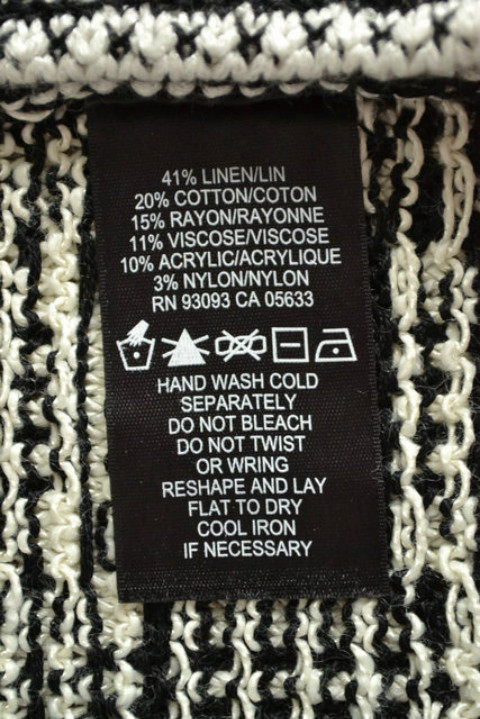 41% LINEN/LIN
20% COTTON/COTON
15% RAYON/RAYONNE
11% VISCOSE/VISCOSE
10% ACRYLIC/ACRYLIQUE
3% NYLON/NYLON
RN 93093 CA 05633
HAND WASH COLD
SEPARATELY
DO NOT BLEACH
DO NOT TWIST
OR WRING
RESHAPE AND LAY
FLAT TO DRY
COOL IRON
IF NECESSARY